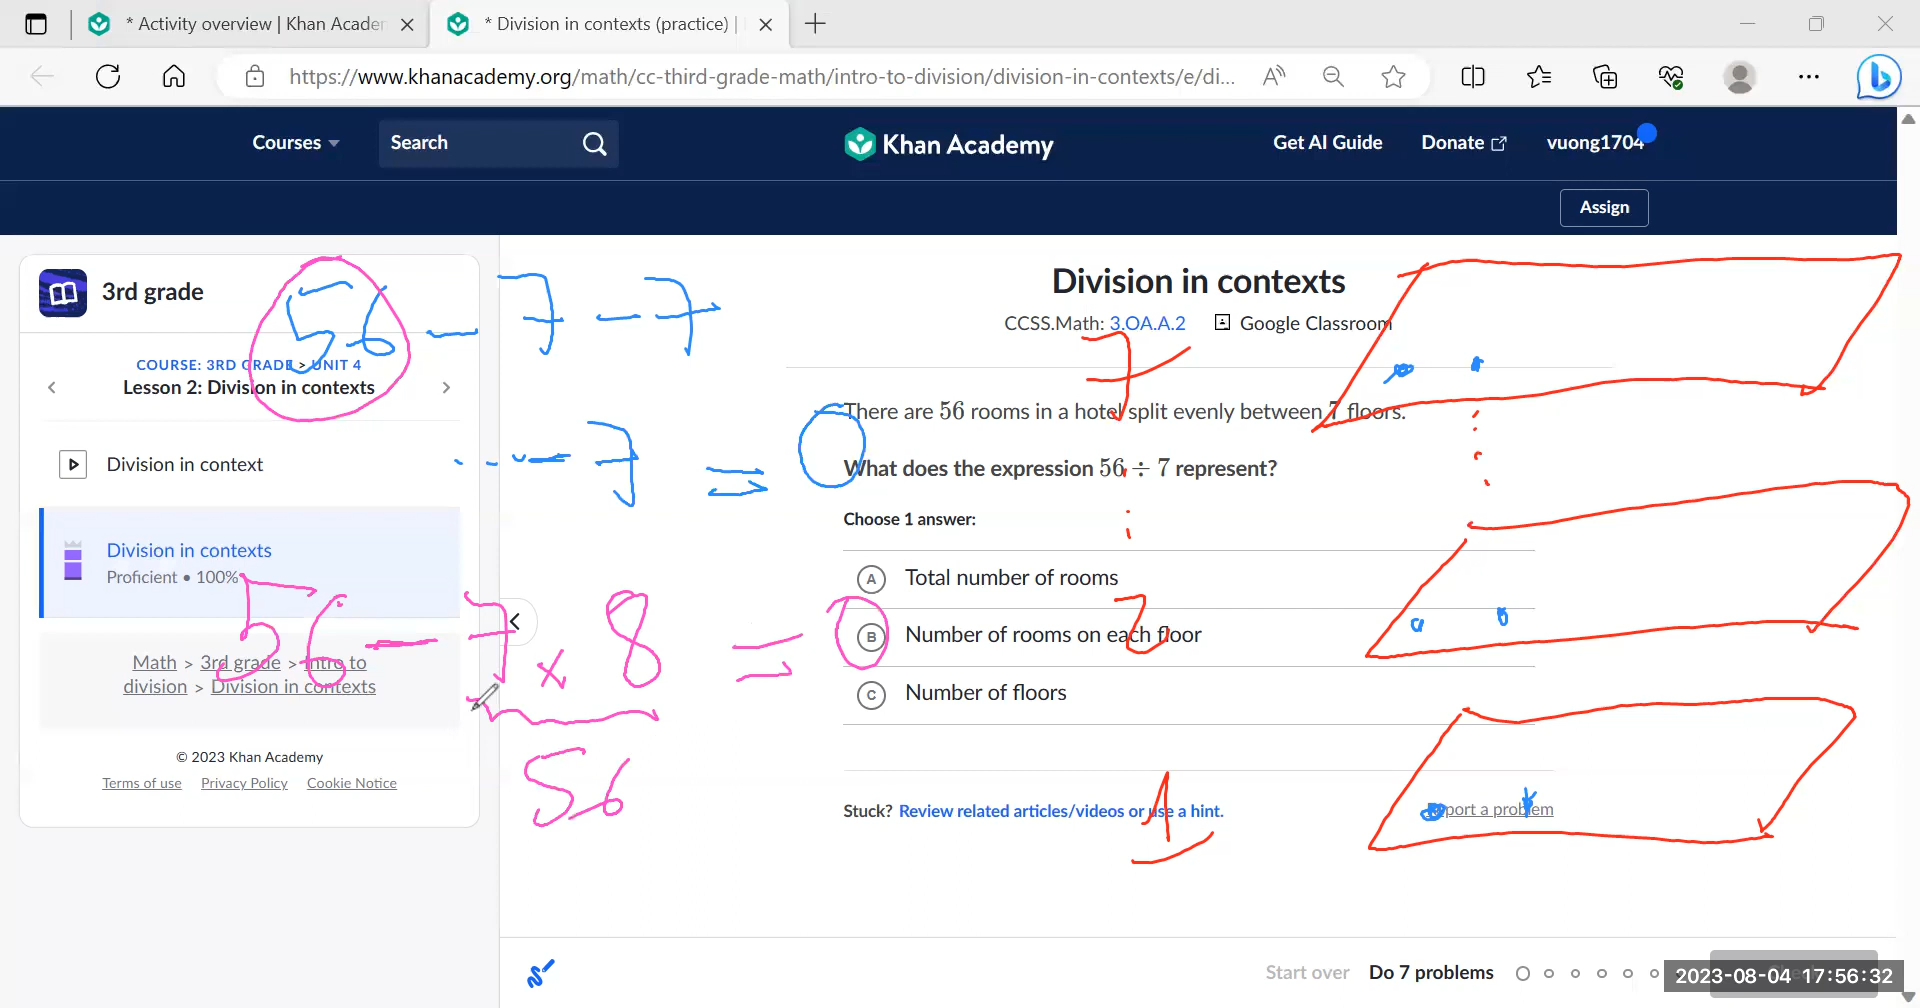 * Activity overview | Khan Acader
* Division in contexts (practice) |
https://www.khanacademy.org/math/cc-third-grade-math/intro-to-division/division-in-contexts/e/di...
Courses
Search
Khan Academy
Get AI Guide
Donate
vuong1704
Assign
3rd grade
56 - 7 - 7
COURSE: 3RD GRADE > UNIT 4
Lesson 2: Division in contexts
Division in context
... - 7 = 0
Division in contexts
Proficient • 100%
56 - 7 x 8 = 0
56
Math > 3rd grade > Intro to
division > Division in contexts
© 2023 Khan Academy
Terms of use Privacy Policy Cookie Notice
Division in contexts
CCSS.Math: 3.OA.A.2 Google Classroom
7
There are 56 rooms in a hotel split evenly between 7 floors.
What does the expression 56 ÷ 7 represent?
Choose 1 answer:
A Total number of rooms
2
B Number of rooms on each floor
C Number of floors
1
Stuck? Review related articles/videos or use a hint.
Report a problem
Start over Do 7 problems
2023-08-04 17:56:32